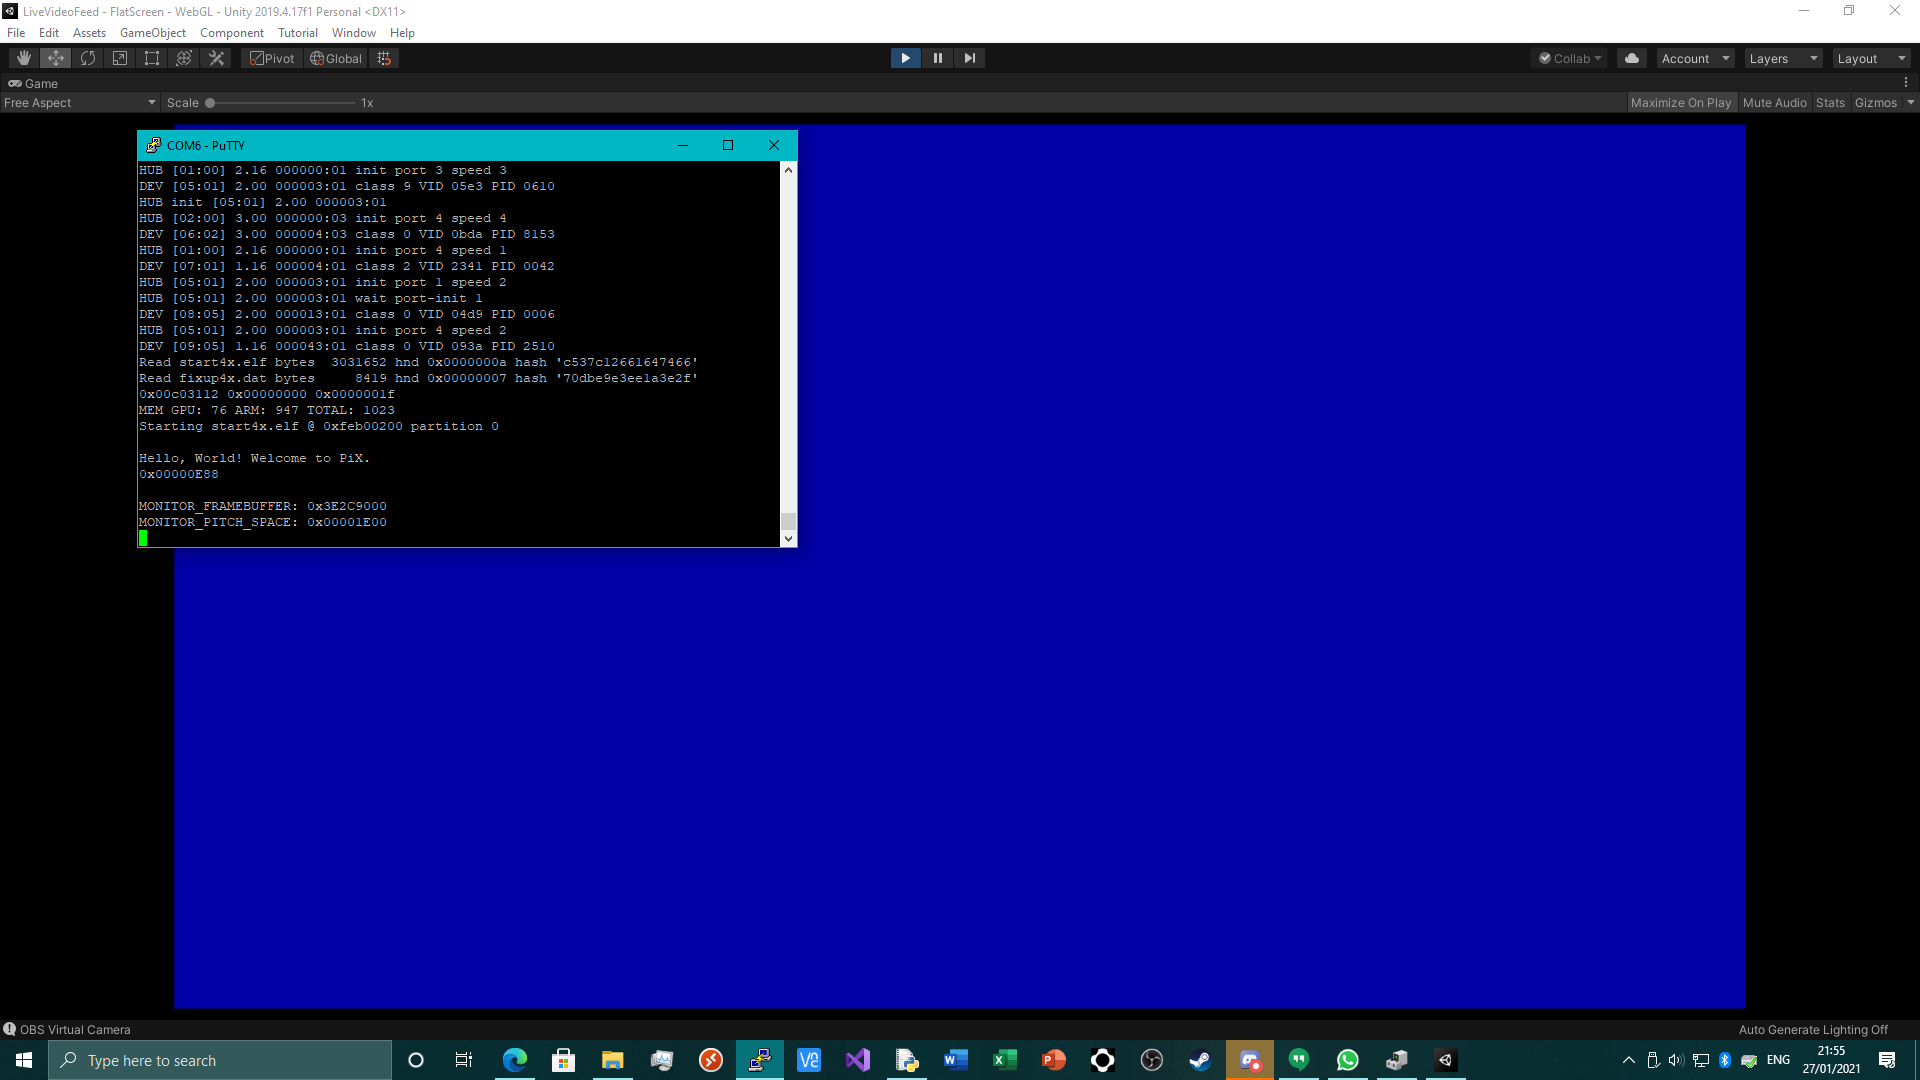 LiveVideoFeed - FlatScreen - WebGL - Unity 2019.4.17f1 Personal <DX11>
File Edit Assets GameObject Component Tutorial Window Help
Pivot Global Collab Account Layers Layout
Game
Free Aspect Scale 1x Maximize On Play Mute Audio Stats Gizmos
COM6 - PuTTY
HUB [01:00] 2.16 000000:01 init port 3 speed 3
DEV [05:01] 2.00 000003:01 class 9 VID 05e3 PID 0610
HUB init [05:01] 2.00 000003:01
HUB [02:00] 3.00 000000:03 init port 4 speed 4
DEV [06:02] 3.00 000004:03 class 0 VID 0bda PID 8153
HUB [01:00] 2.16 000000:01 init port 4 speed 1
DEV [07:01] 1.16 000004:01 class 2 VID 2341 PID 0042
HUB [05:01] 2.00 000003:01 init port 1 speed 2
HUB [05:01] 2.00 000003:01 wait port-init 1
DEV [08:05] 2.00 000013:01 class 0 VID 04d9 PID 0006
HUB [05:01] 2.00 000003:01 init port 4 speed 2
DEV [09:05] 1.16 000043:01 class 0 VID 093a PID 2510
Read start4x.elf bytes  3031652 hnd 0x0000000a hash 'c537c12661647466'
Read fixup4x.dat bytes     8419 hnd 0x00000007 hash '70dbe9e3ee1a3e2f'
0x00c03112 0x00000000 0x0000001f
MEM GPU: 76 ARM: 947 TOTAL: 1023
Starting start4x.elf @ 0xfeb00200 partition 0
Hello, World! Welcome to PiX.
0x00000E88
MONITOR_FRAMEBUFFER: 0x3E2C9000
MONITOR_PITCH_SPACE: 0x00001E00
OBS Virtual Camera Auto Generate Lighting Off
Type here to search
ENG
21:55
27/01/2021